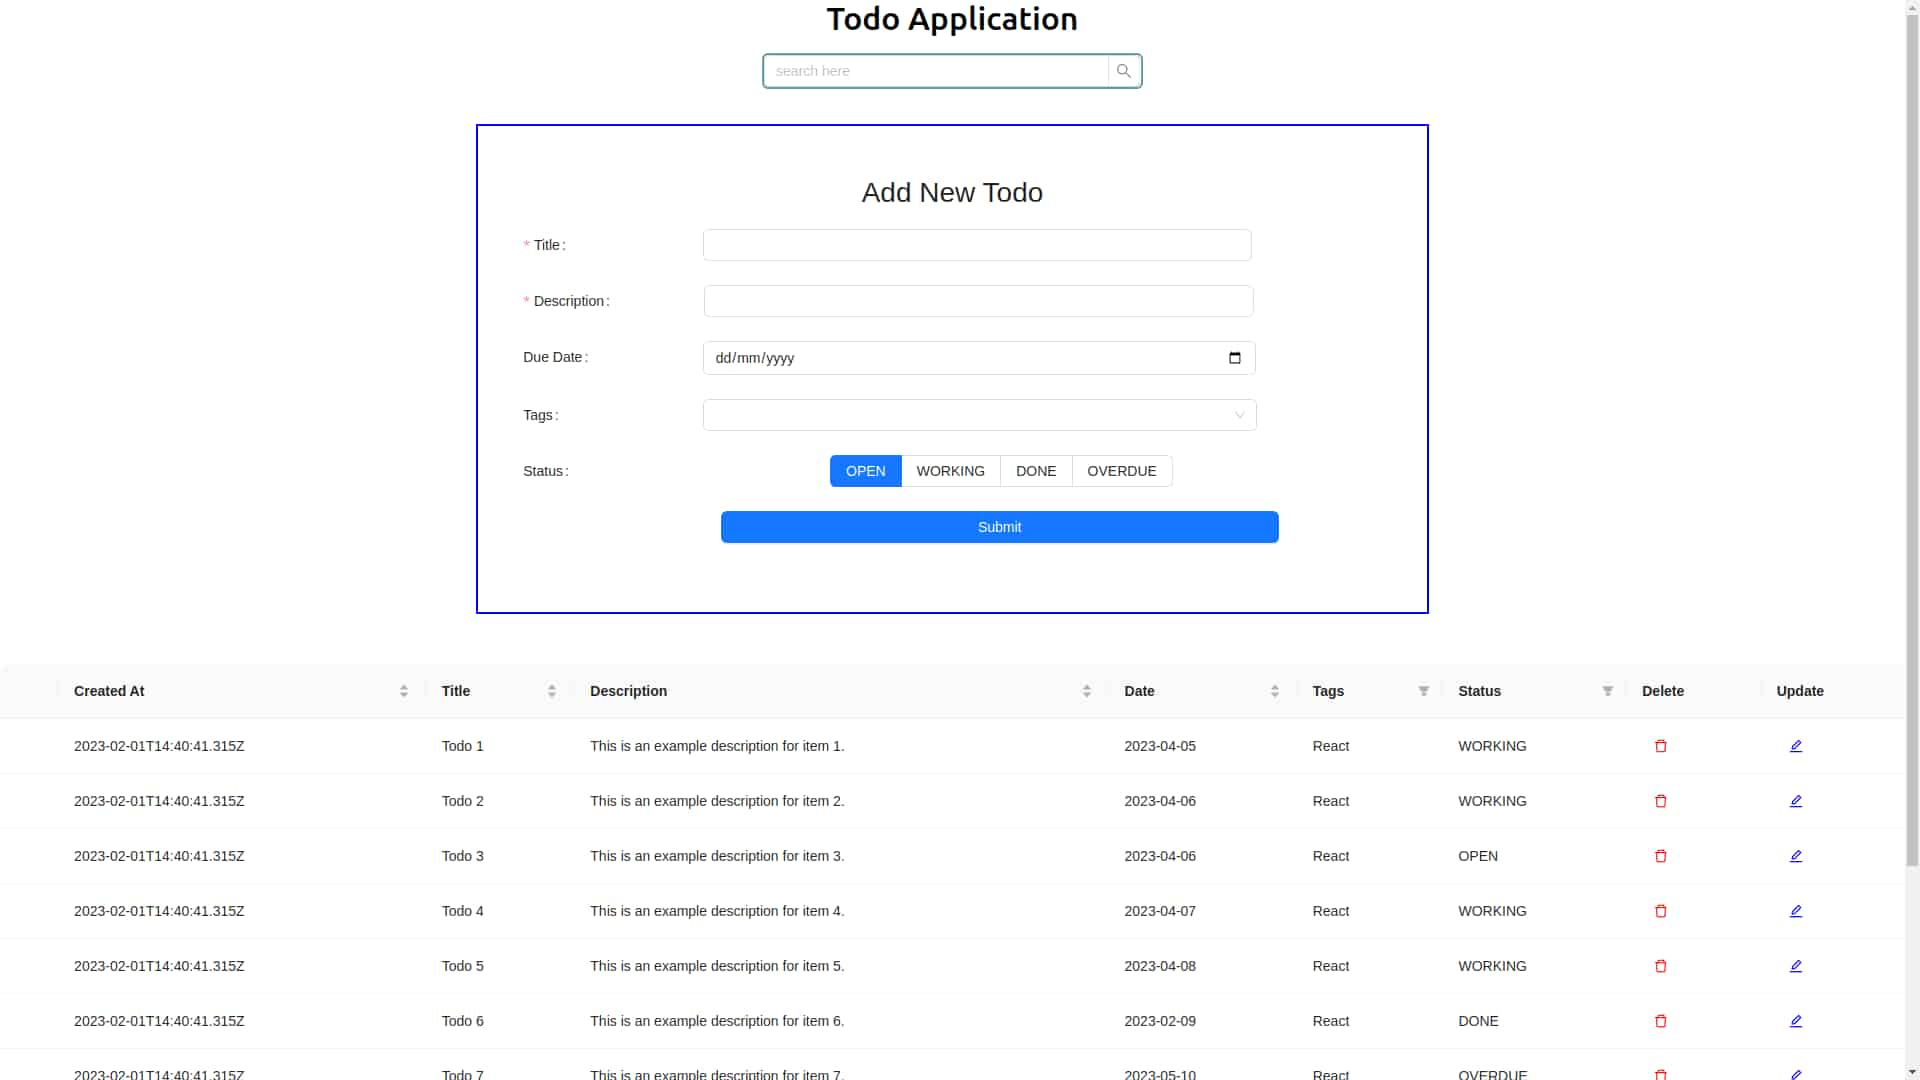 Todo Application
search here
Add New Todo
* Title :
* Description :
Due Date : dd/mm/yyyy
Tags :
Status : OPEN WORKING DONE OVERDUE
Submit
Created At Title Description Date Tags Status Delete Update
2023-02-01T14:40:41.315Z Todo 1 This is an example description for item 1. 2023-04-05 React WORKING
2023-02-01T14:40:41.315Z Todo 2 This is an example description for item 2. 2023-04-06 React WORKING
2023-02-01T14:40:41.315Z Todo 3 This is an example description for item 3. 2023-04-06 React OPEN
2023-02-01T14:40:41.315Z Todo 4 This is an example description for item 4. 2023-04-07 React WORKING
2023-02-01T14:40:41.315Z Todo 5 This is an example description for item 5. 2023-04-08 React WORKING
2023-02-01T14:40:41.315Z Todo 6 This is an example description for item 6. 2023-02-09 React DONE
2023-02-01T14:40:41.315Z Todo 7 This is an example description for item 7. 2023-05-10 React OVERDUE